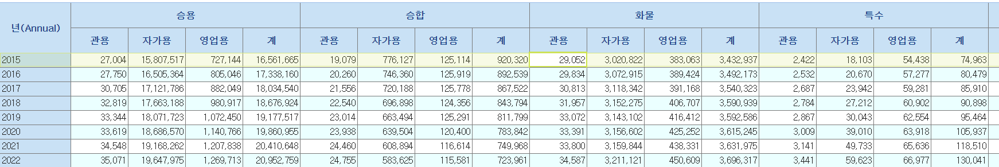 년(Annual) 승용 승합 화물 특수
관용 자가용 영업용 계 관용 자가용 영업용 계 관용 자가용 영업용 계 관용 자가용 영업용 계
2015 27,004 15,807,517 727,144 16,561,665 19,079 776,127 125,114 920,320 29,052 3,020,822 383,063 3,432,937 2,422 18,103 54,438 74,963
2016 27,750 16,505,364 805,046 17,338,160 20,260 746,360 125,919 892,539 29,834 3,072,915 389,424 3,492,173 2,532 20,670 57,277 80,479
2017 30,705 17,121,786 882,049 18,034,540 21,556 720,188 125,778 867,522 30,813 3,118,342 391,168 3,540,323 2,687 23,942 59,281 85,910
2018 32,819 17,663,188 980,917 18,676,924 22,540 696,898 124,356 843,794 31,957 3,152,275 406,707 3,590,939 2,784 27,212 60,902 90,898
2019 33,344 18,071,723 1,072,450 19,177,517 23,014 663,494 125,291 811,799 33,072 3,143,102 416,412 3,592,586 2,867 30,043 62,554 95,464
2020 33,619 18,686,570 1,140,766 19,860,955 23,938 639,504 120,400 783,842 33,391 3,156,602 425,252 3,615,245 3,009 39,010 63,918 105,937
2021 34,548 19,168,262 1,207,838 20,410,648 24,460 608,894 116,614 749,968 33,800 3,159,844 438,331 3,631,975 3,141 49,733 65,636 118,510
2022 35,071 19,647,975 1,269,713 20,952,759 24,755 583,625 115,581 723,961 34,587 3,211,121 450,609 3,696,317 3,441 59,623 66,977 130,041